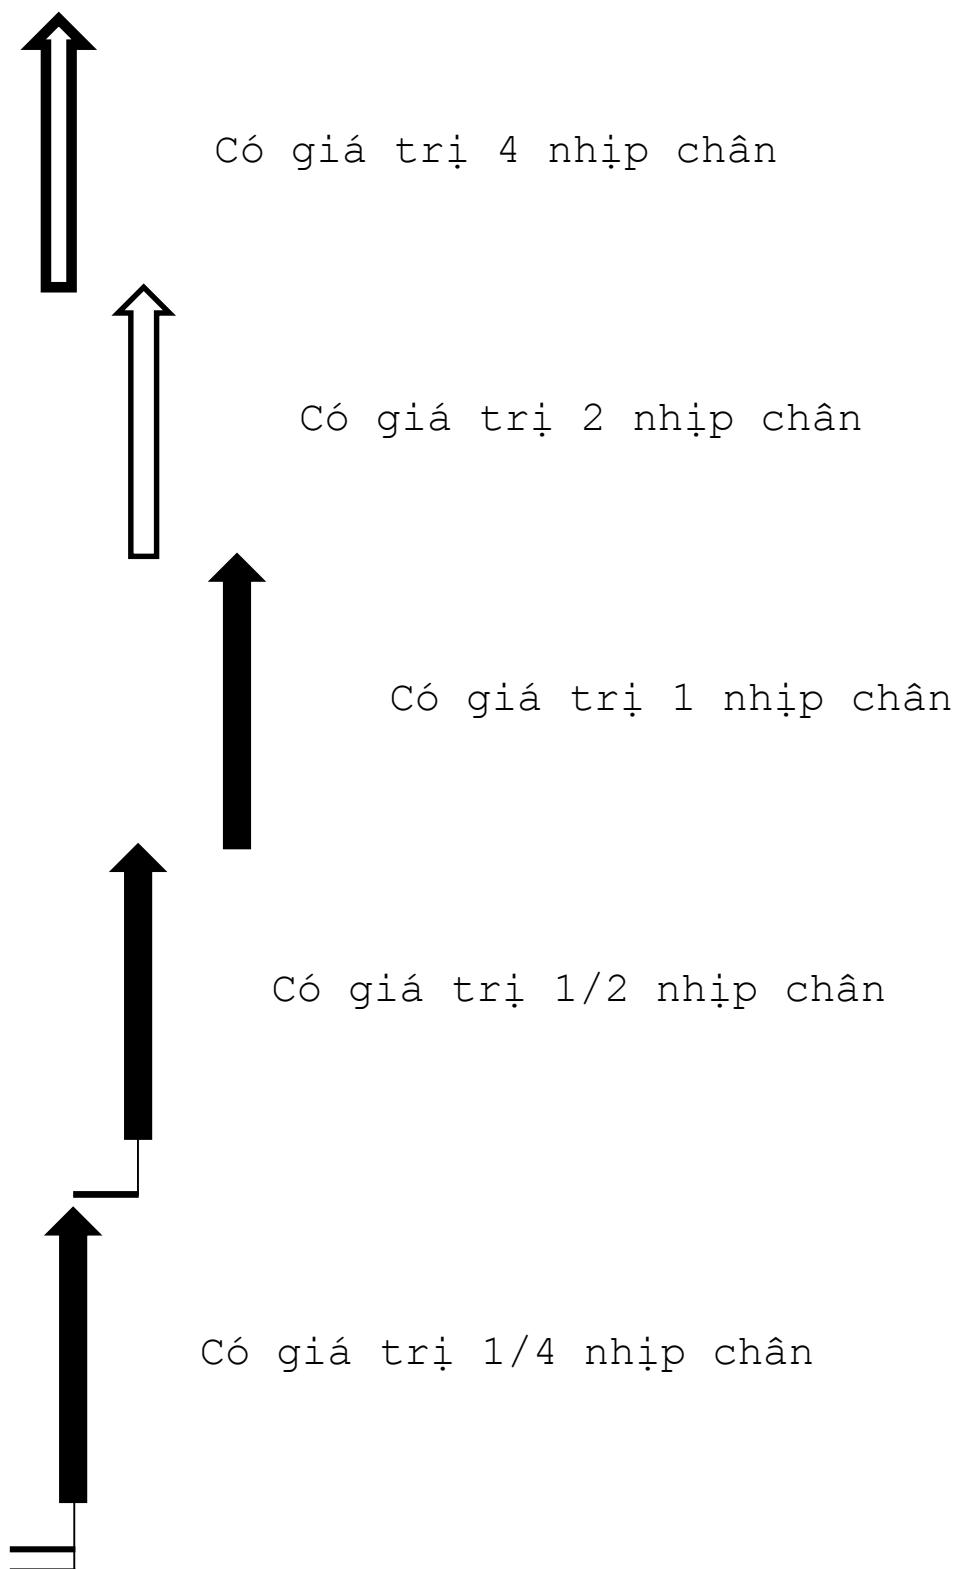 Có giá trị 4 nhịp chân
Có giá trị 2 nhịp chân
Có giá trị 1 nhịp chân
Có giá trị 1/2 nhịp chân
Có giá trị 1/4 nhịp chân